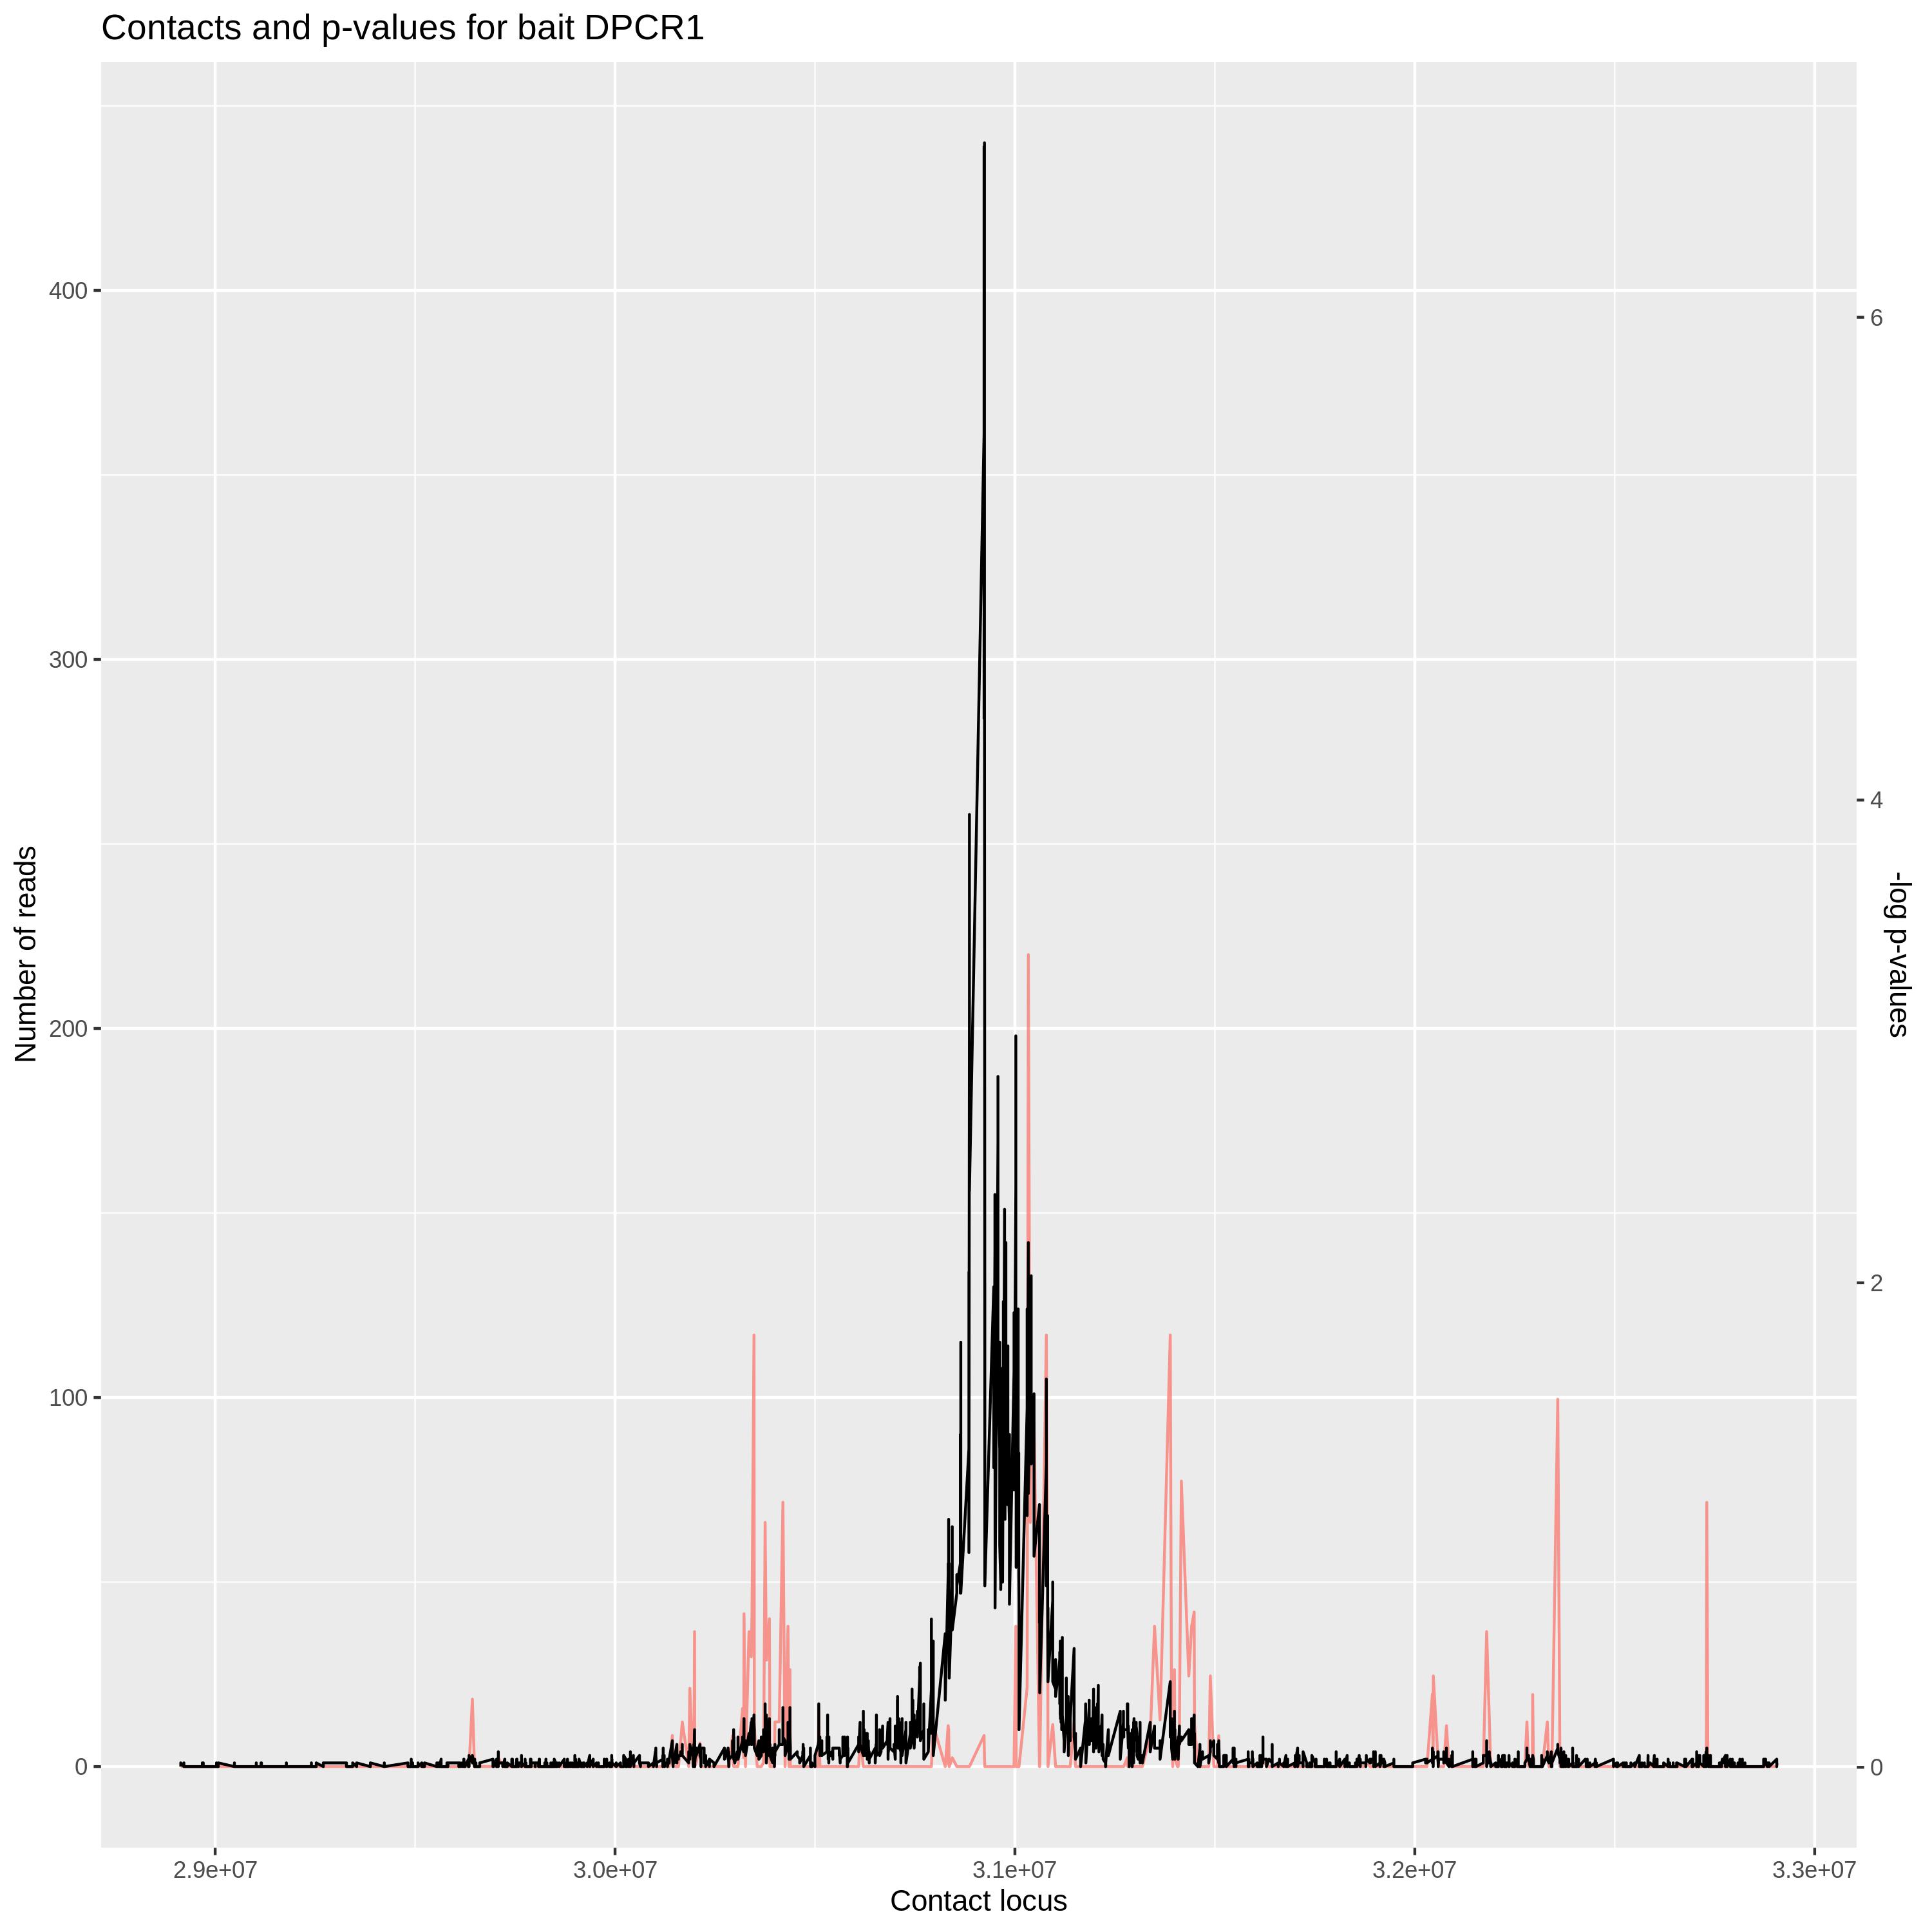 Contacts and p-values for bait DPCR1
400
300
200
100
0
Number of reads
6
4
2
0
-log p-values
2.9e+07 3.0e+07 3.1e+07 3.2e+07 3.3e+07
Contact locus